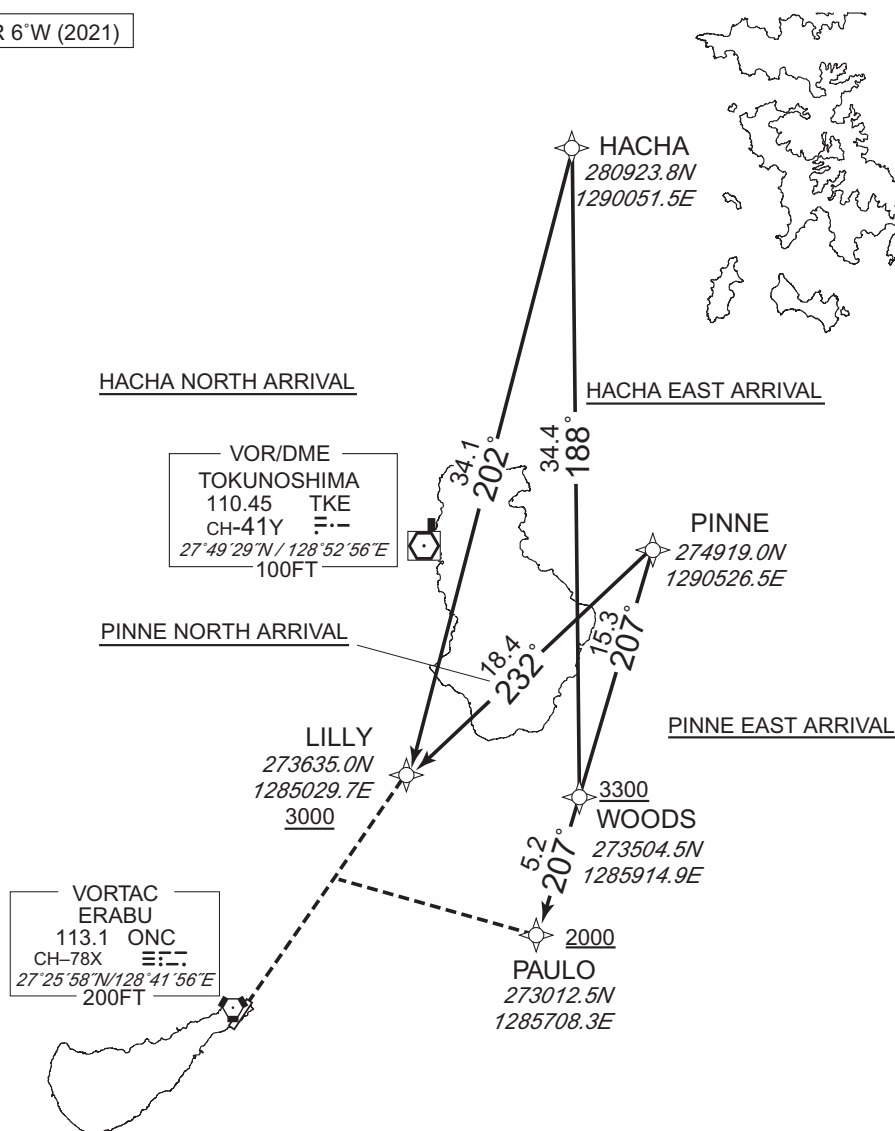 R 6˚W (2021)
HACHA
280923.8N
1290051.5E
HACHA NORTH ARRIVAL
HACHA EAST ARRIVAL
34.1
202˚
34.4
188˚
VOR/DME
TOKUNOSHIMA
110.45 TKE
CH-41Y
27˚49´29″N / 128˚52´56″E
100FT
PINNE
274919.0N
1290526.5E
PINNE NORTH ARRIVAL
18.4
232˚
15.3
207˚
PINNE EAST ARRIVAL
LILLY
273635.0N
1285029.7E
3000
3300
WOODS
273504.5N
1285914.9E
5.2
207˚
VORTAC
ERABU
113.1 ONC
CH–78X
27˚25´58″N/128˚41´56″E
200FT
2000
PAULO
273012.5N
1285708.3E